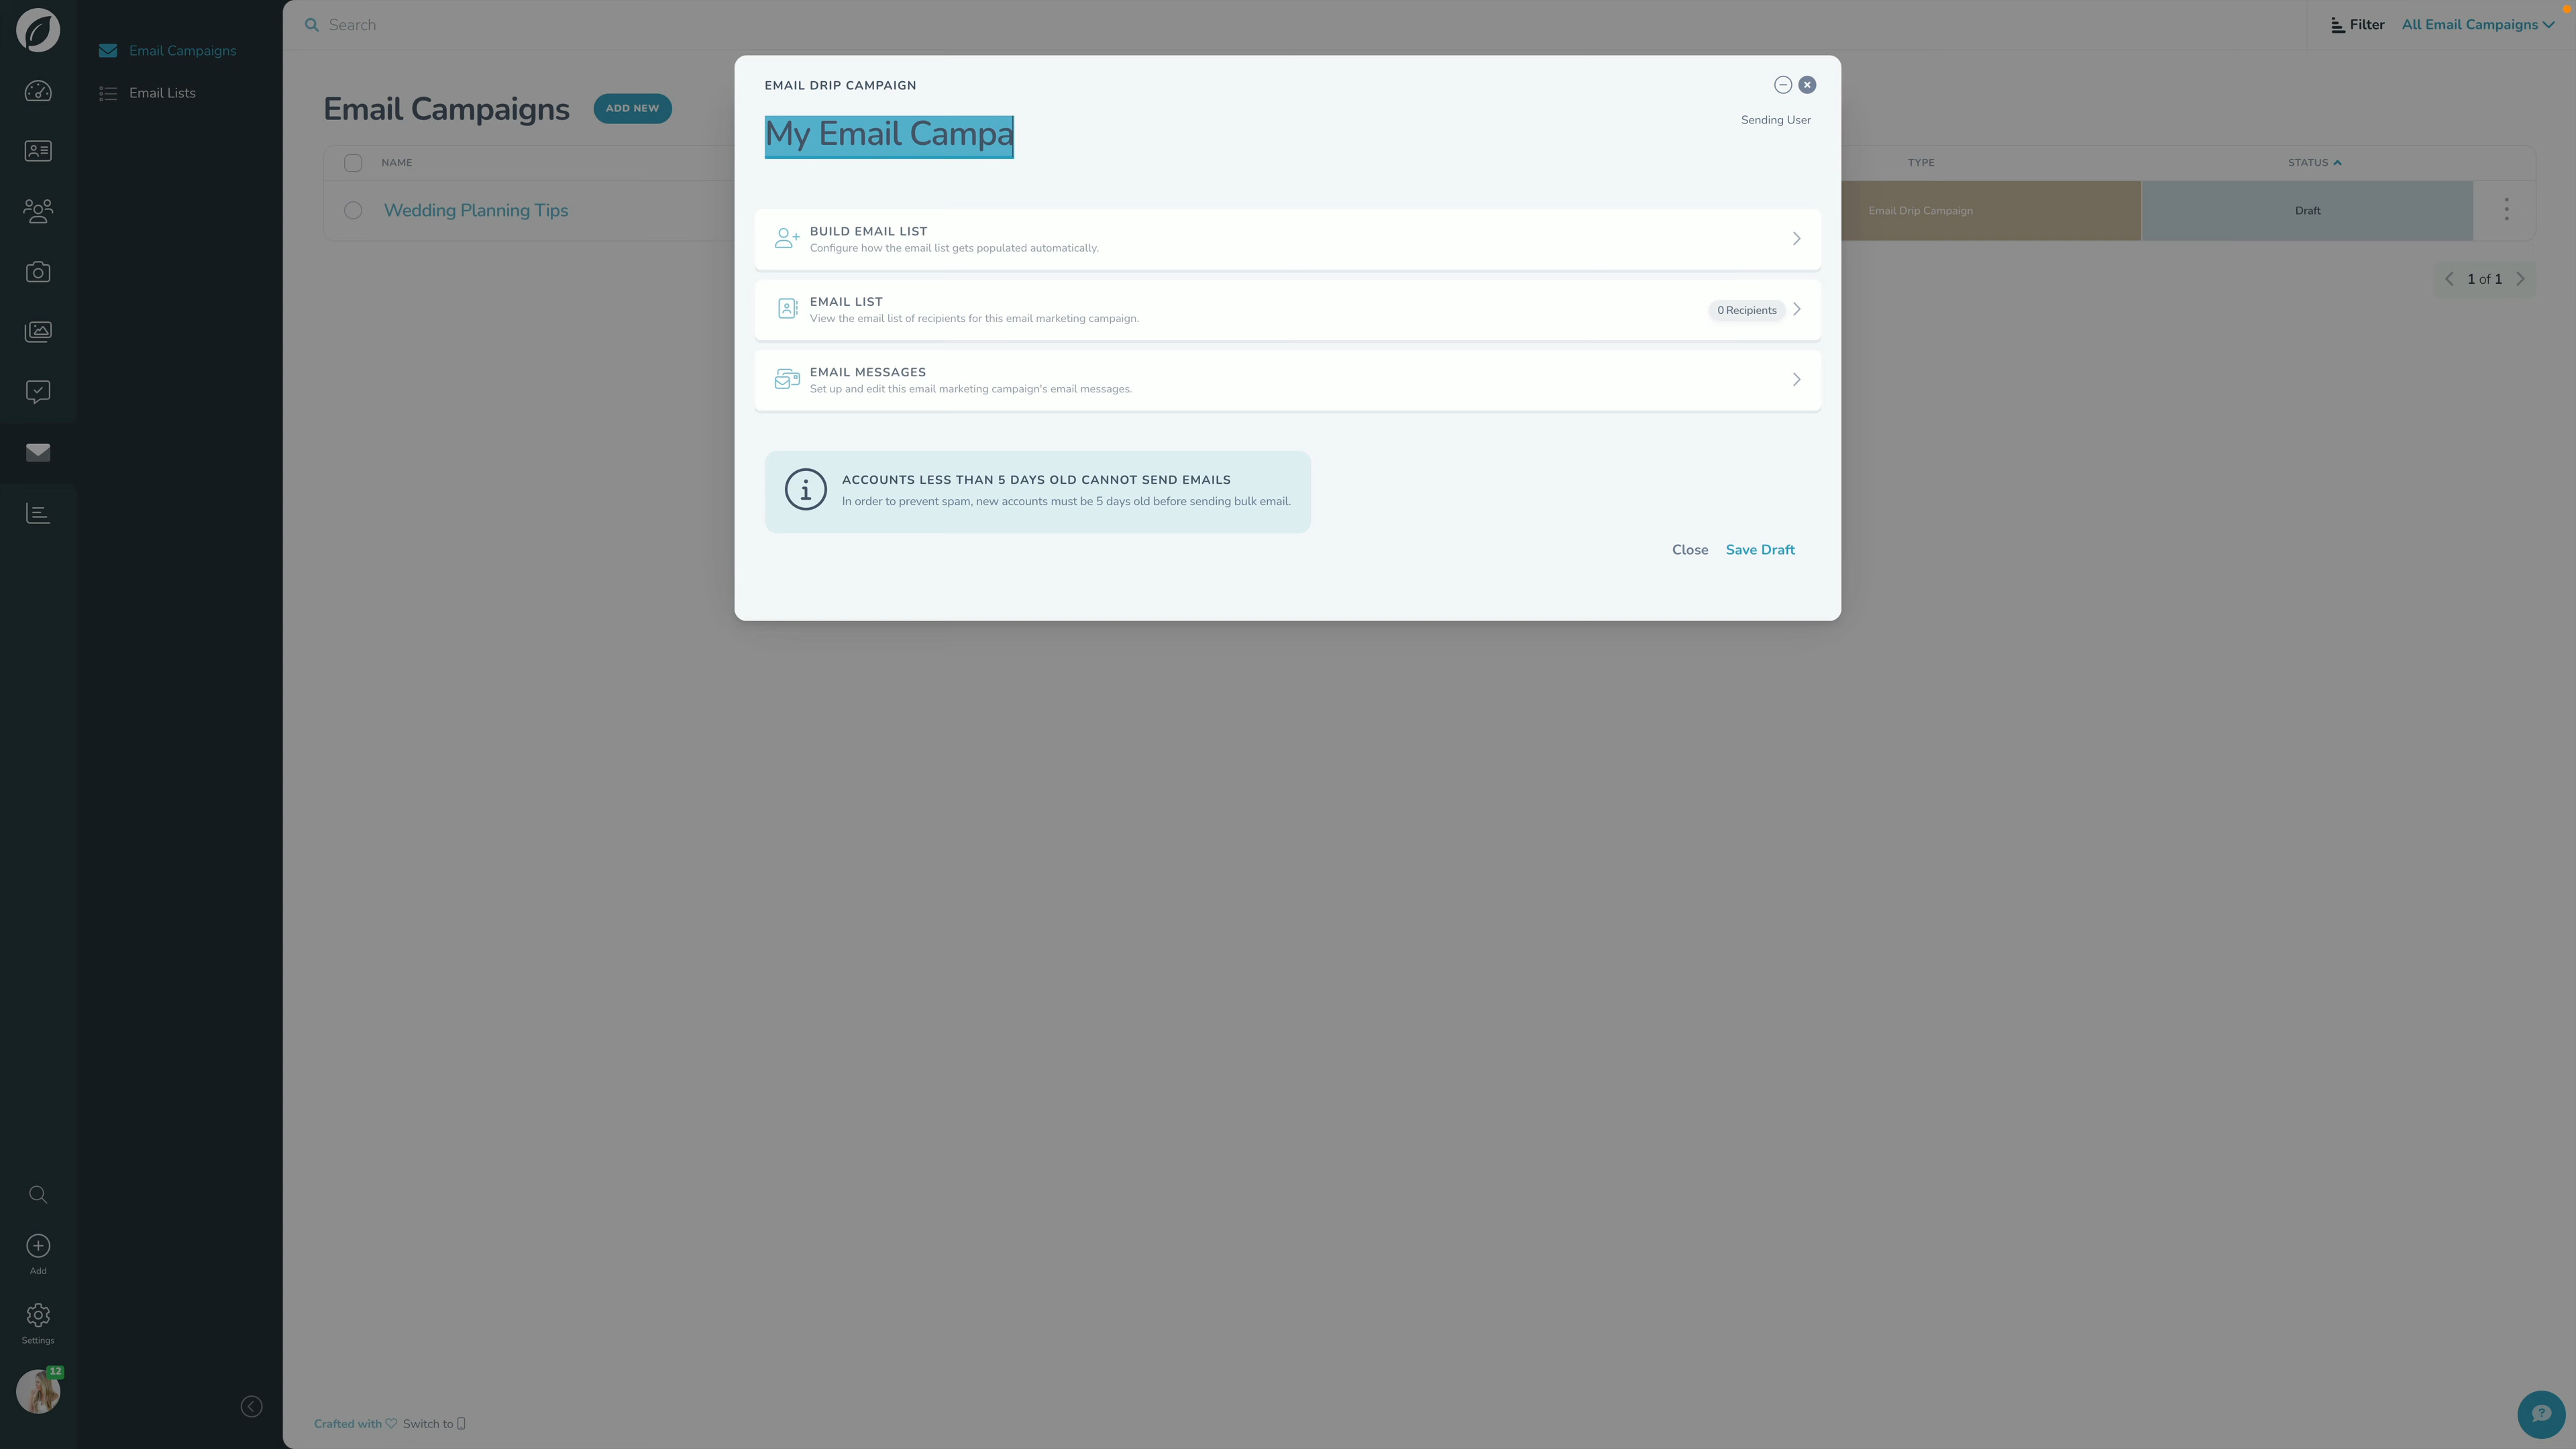 Email Campaigns
Email Lists
Search
Filter
All Email Campaigns
Email Campaigns
ADD NEW
NAME
TYPE
STATUS
Wedding Planning Tips
Email Drip Campaign
Draft
1 of 1
EMAIL DRIP CAMPAIGN
My Email Campa
Sending User
BUILD EMAIL LIST
Configure how the email list gets populated automatically.
EMAIL LIST
View the email list of recipients for this email marketing campaign.
0 Recipients
EMAIL MESSAGES
Set up and edit this email marketing campaign's email messages.
ACCOUNTS LESS THAN 5 DAYS OLD CANNOT SEND EMAILS
In order to prevent spam, new accounts must be 5 days old before sending bulk email.
Close
Save Draft
Add
Settings
12
Crafted with
Switch to